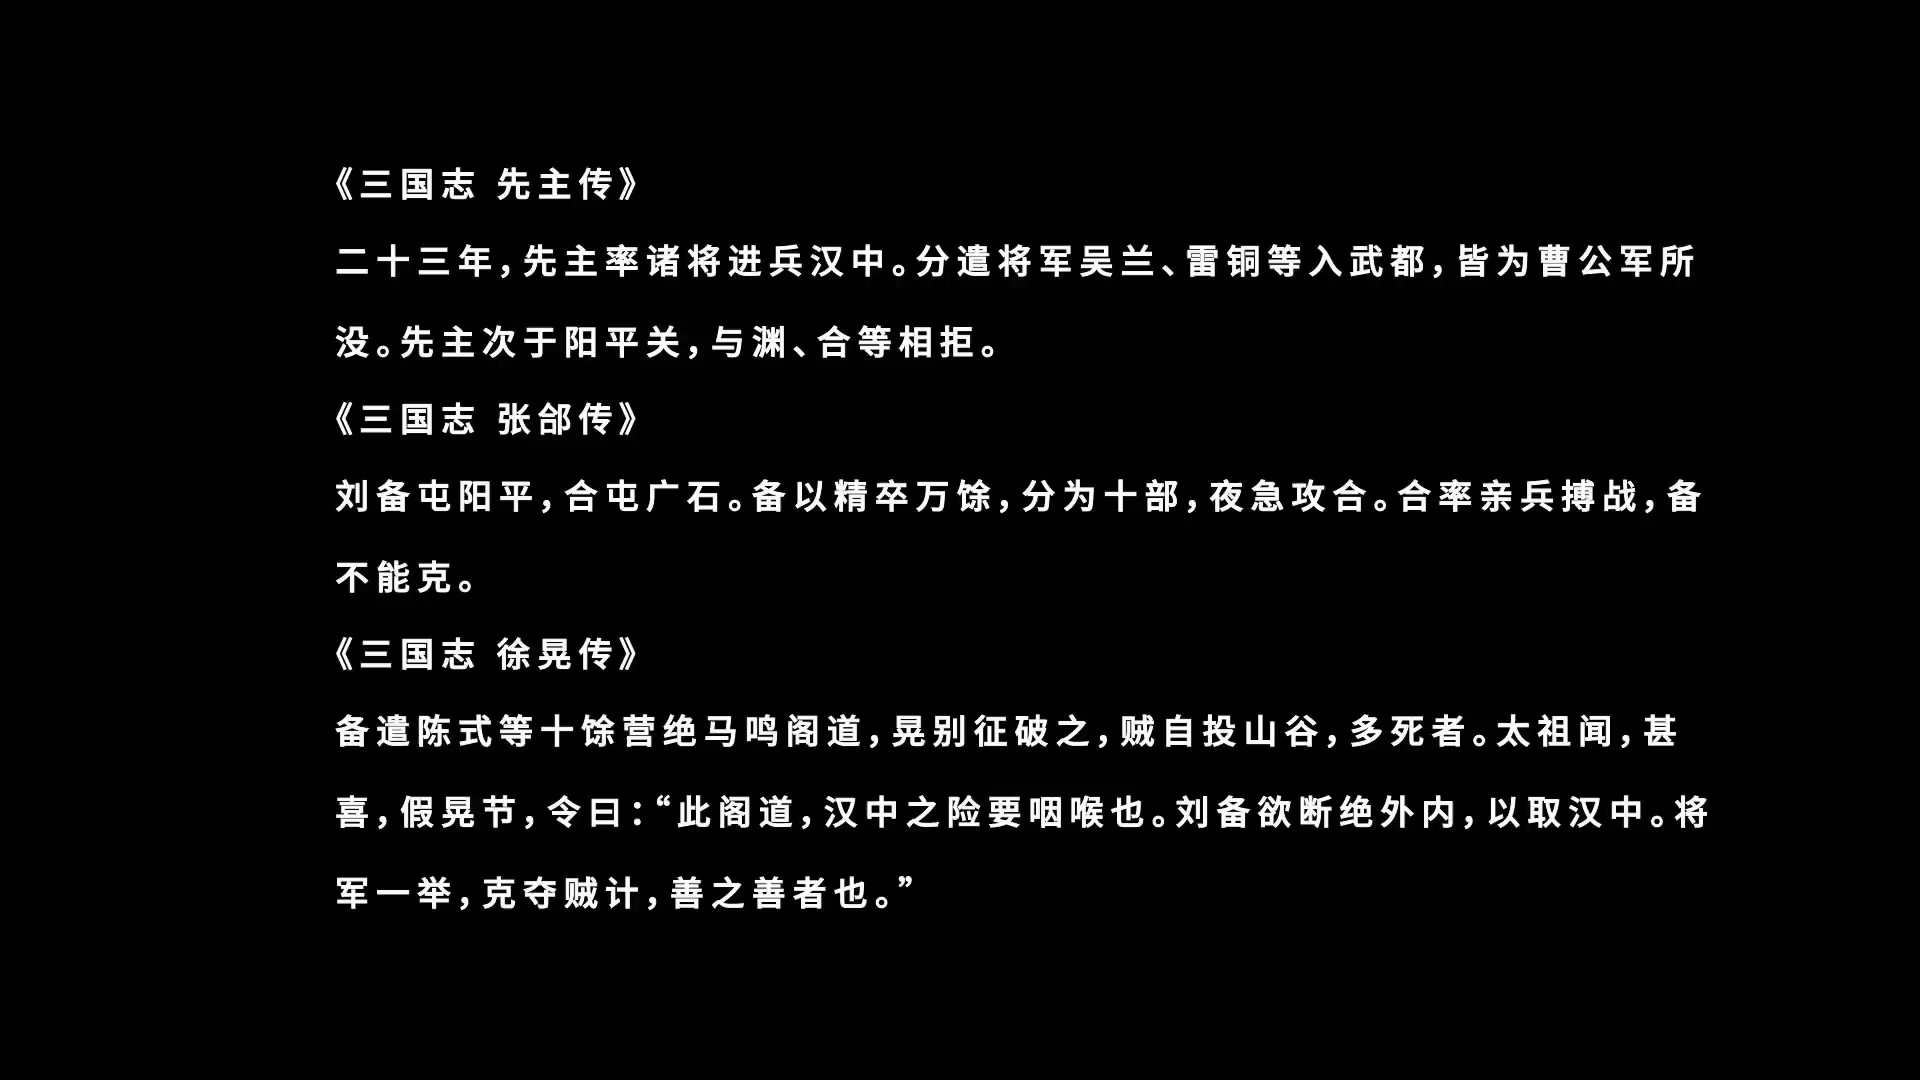 《三国志 先主传》
二十三年，先主率诸将进兵汉中。分遣将军吴兰、雷铜等入武都，皆为曹公军所
没。先主次于阳平关，与渊、合等相拒。
《三国志 张郃传》
刘备屯阳平，合屯广石。备以精卒万馀，分为十部，夜急攻合。合率亲兵搏战，备
不能克。
《三国志 徐晃传》
备遣陈式等十馀营绝马鸣阁道，晃别征破之，贼自投山谷，多死者。太祖闻，甚
喜，假晃节，令曰：“此阁道，汉中之险要咽喉也。刘备欲断绝外内，以取汉中。将
军一举，克夺贼计，善之善者也。”